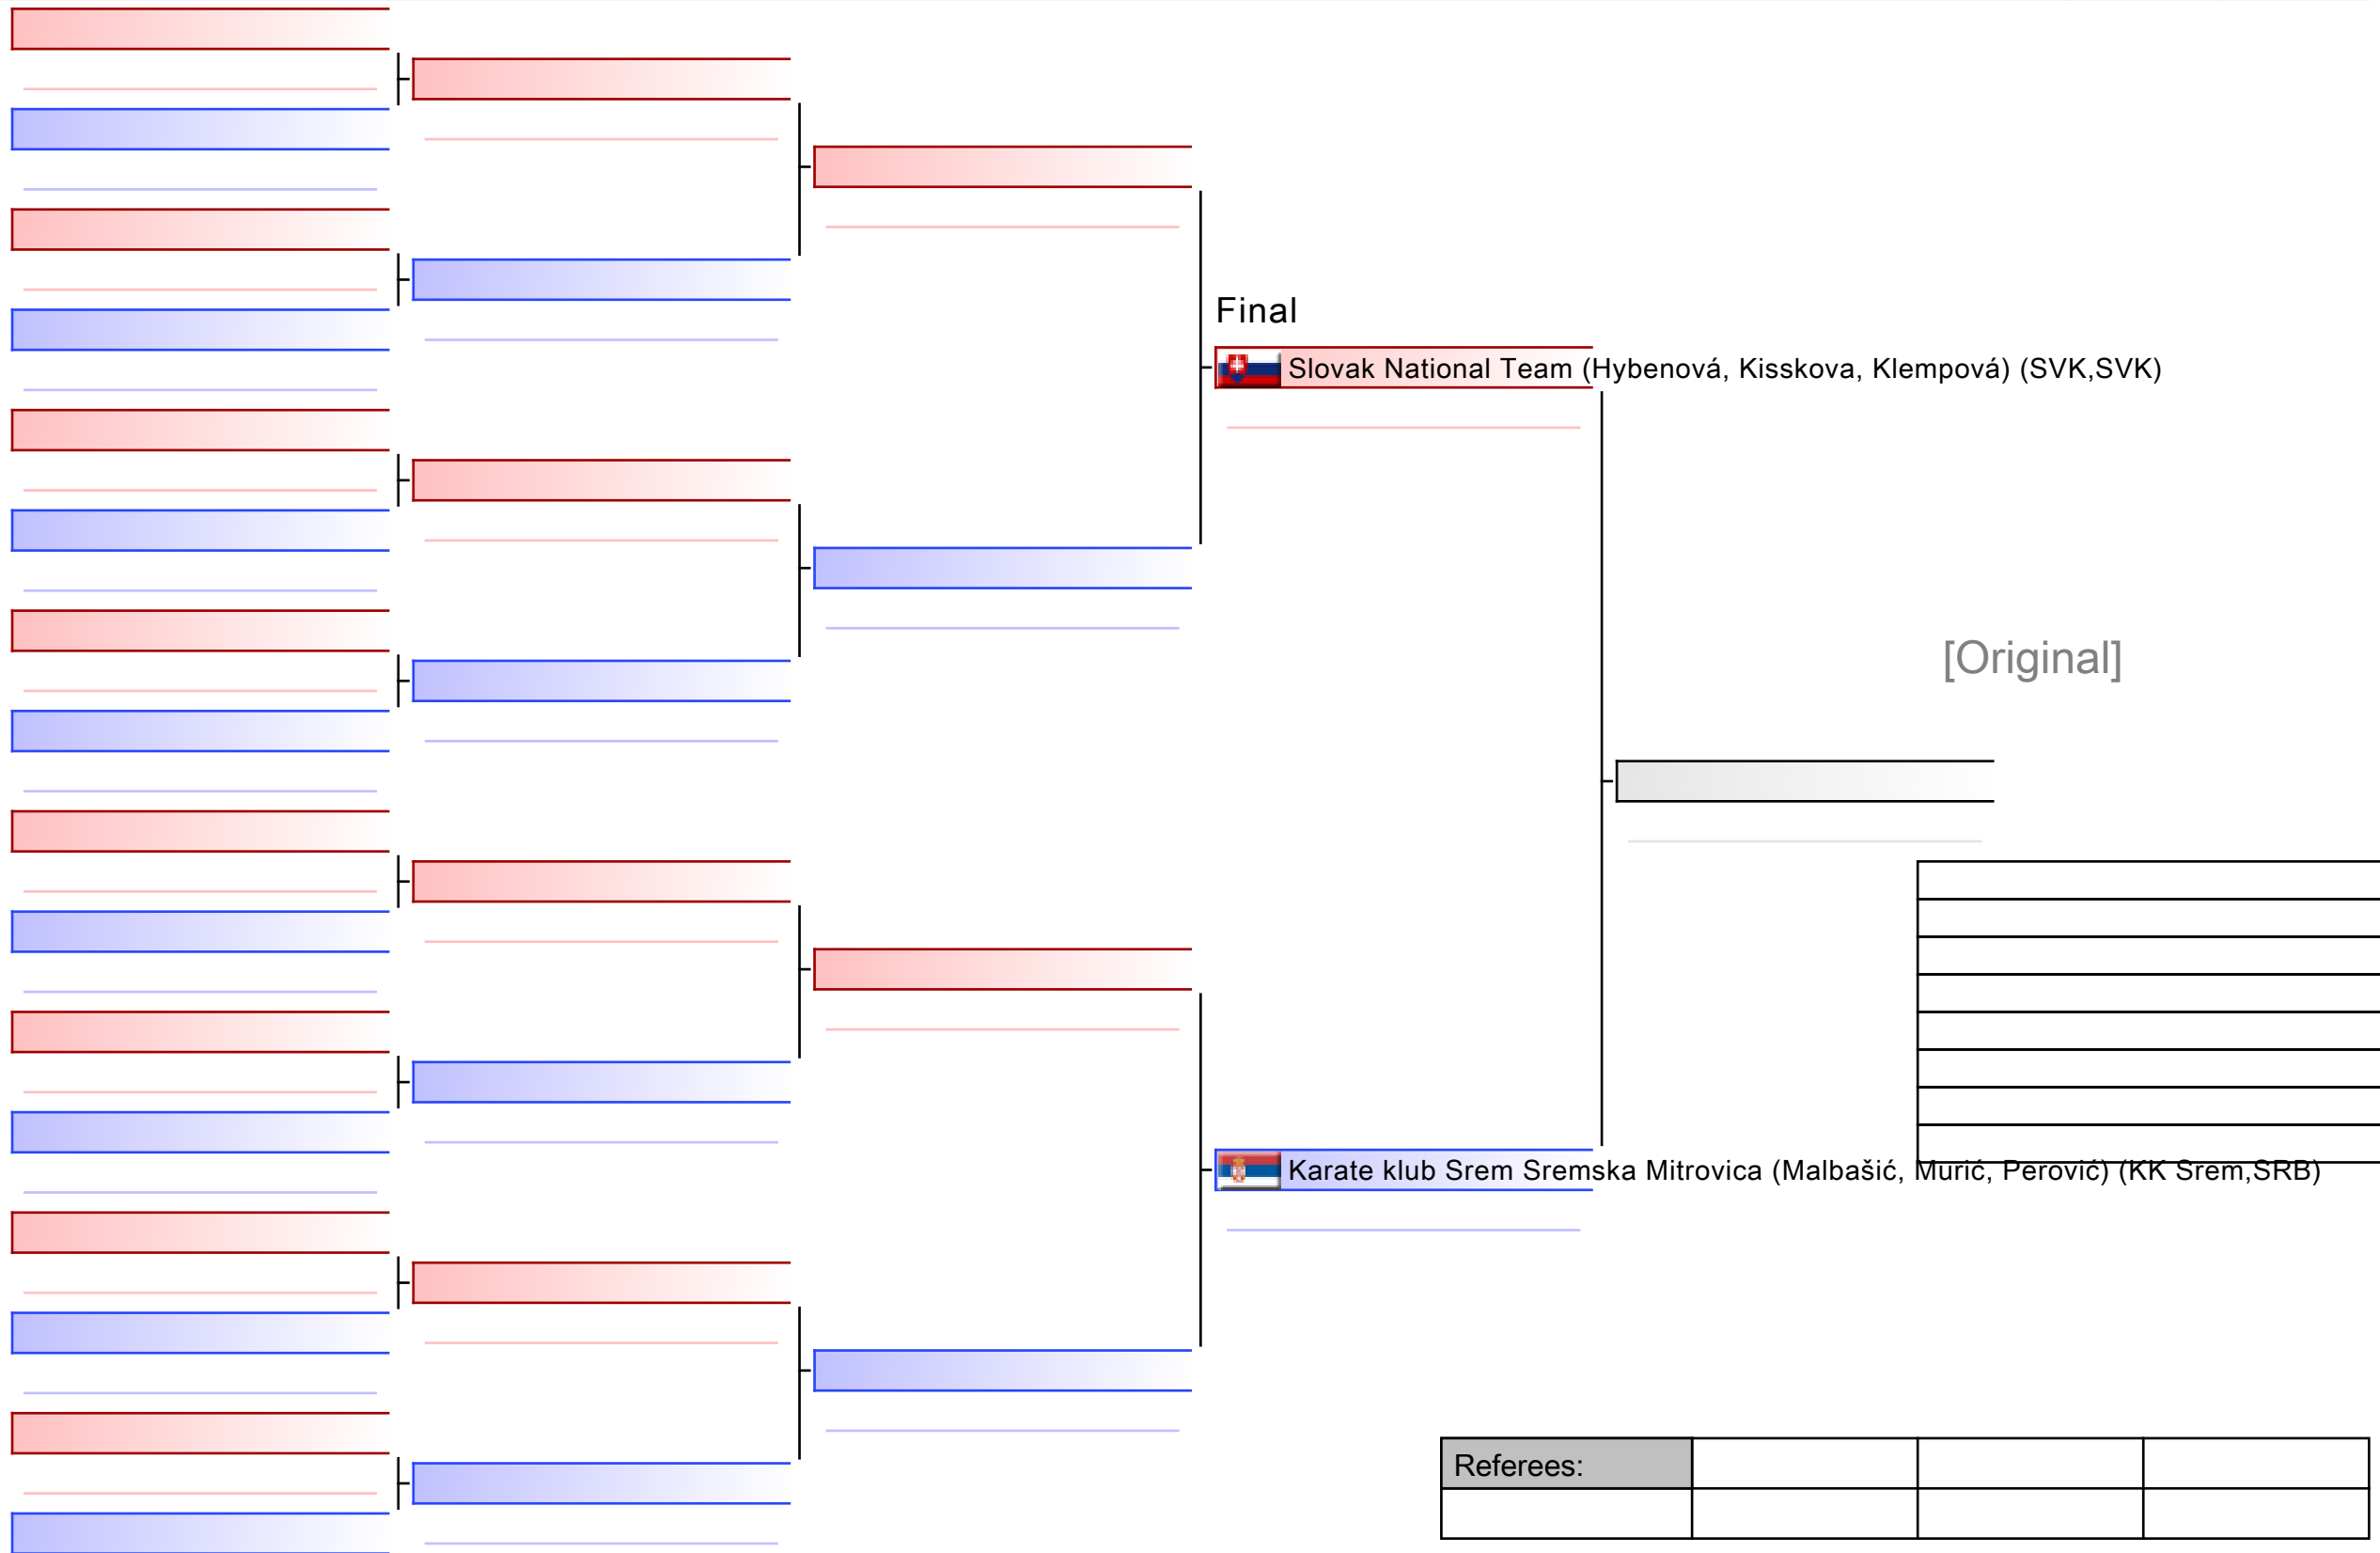 Final
Slovak National Team (Hybenová, Kisskova, Klempová) (SVK,SVK)
[Original]
Karate klub Srem Sremska Mitrovica (Malbašić, Murić, Perović) (KK Srem,SRB)
Referees: